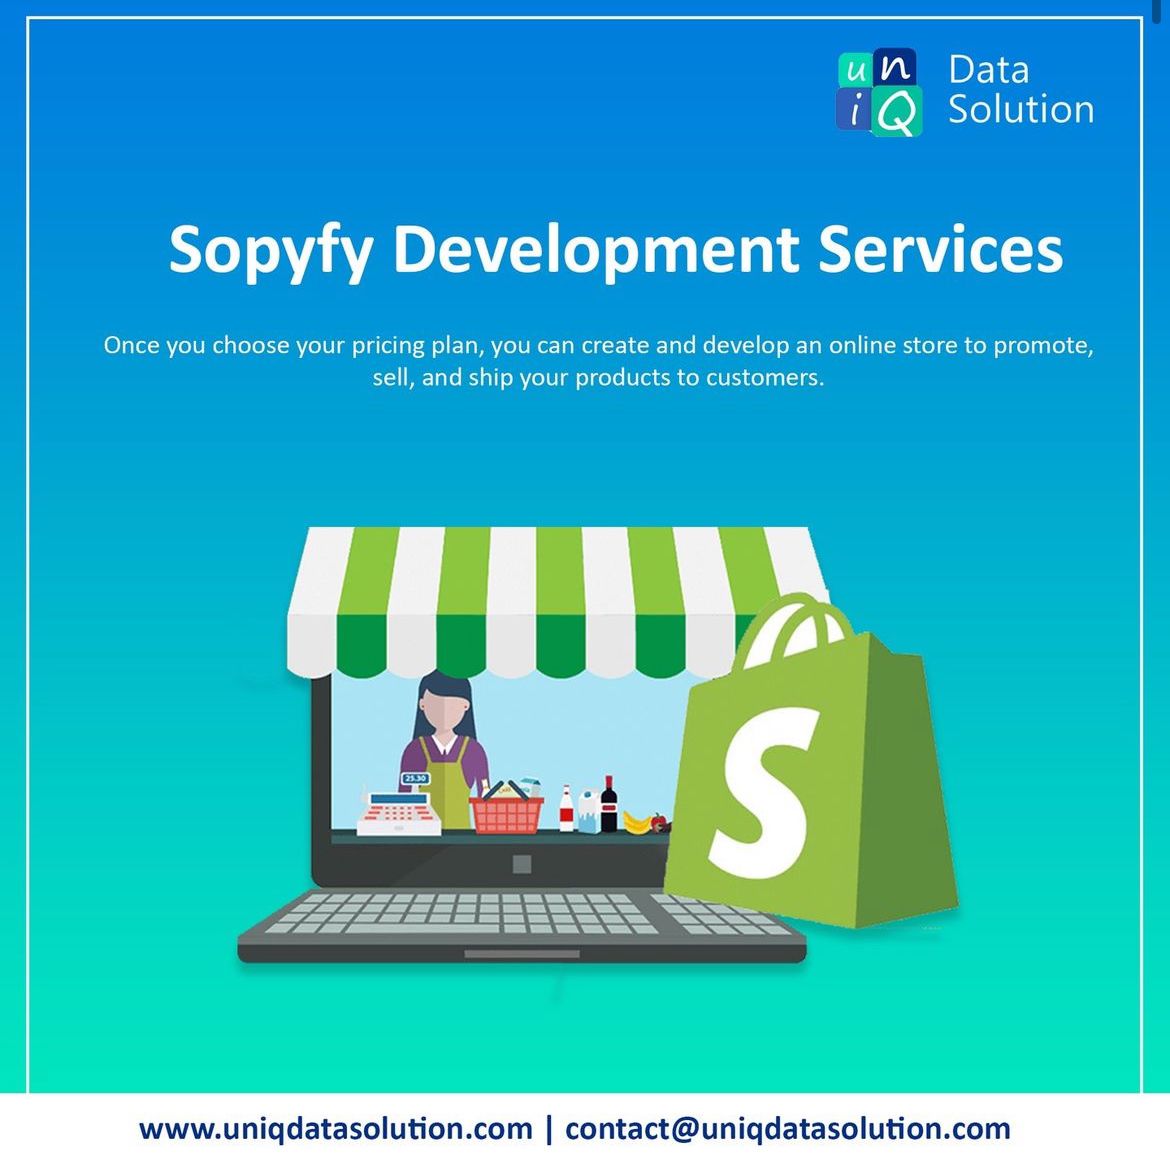 un Data
iQ Solution
Sopyfy Development Services
Once you choose your pricing plan, you can create and develop an online store to promote,
sell, and ship your products to customers.
25.30
S
www.uniqdatasolution.com | contact@uniqdatasolution.com